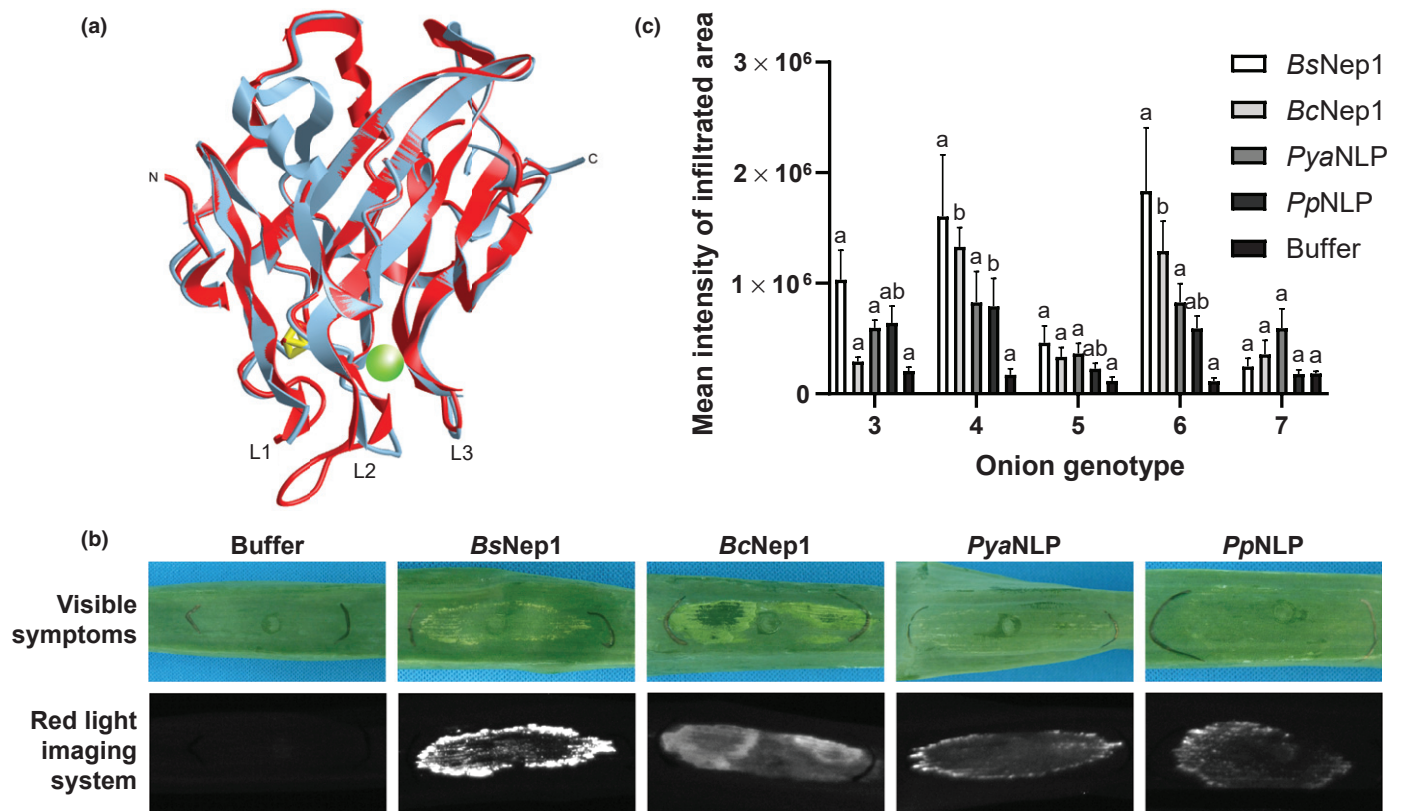 (a)
N
C
L1
L2
L3
(c)
Mean intensity of infiltrated area
3 × 10⁶
2 × 10⁶
1 × 10⁶
0
a
a
a
ab
a
a
b
a
b
a
a
a
a
ab
a
a
b
a
ab
a
a
a
a
a
a
3 4 5 6 7
Onion genotype
BsNep1
BcNep1
PyaNLP
PpNLP
Buffer
(b)
Buffer BsNep1 BcNep1 PyaNLP PpNLP
Visible
symptoms
Red light
imaging
system